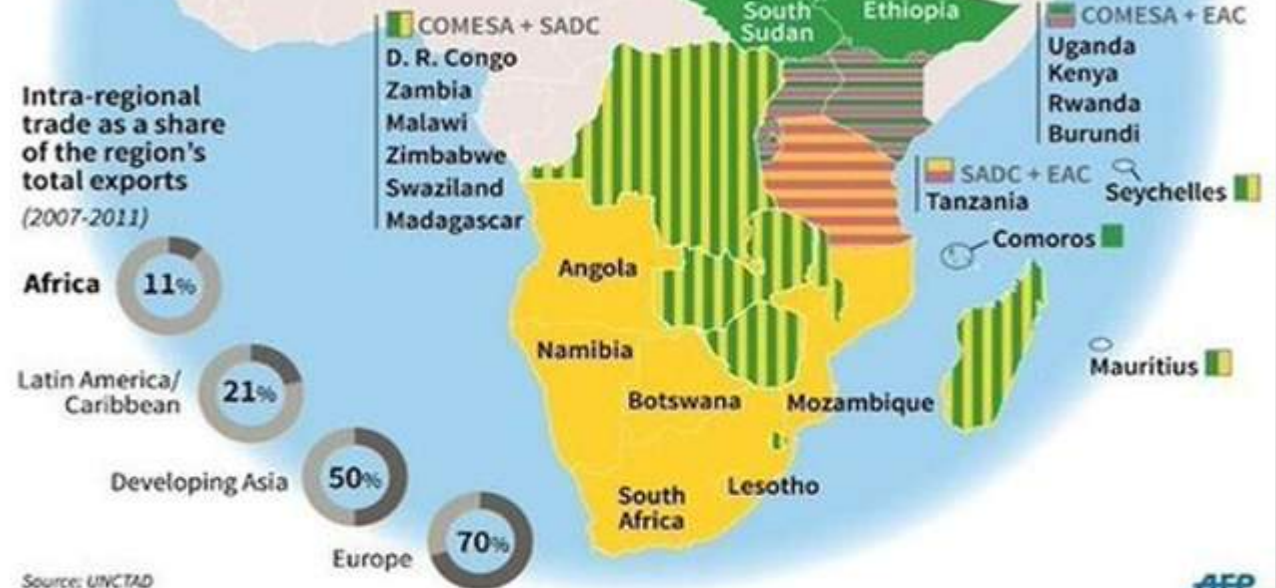 South
Sudan
Ethiopia
COMESA + SADC
D. R. Congo
Zambia
Malawi
Zimbabwe
Swaziland
Madagascar
COMESA + EAC
Uganda
Kenya
Rwanda
Burundi
SADC + EAC
Tanzania
Seychelles
Comoros
Mauritius
Intra-regional
trade as a share
of the region's
total exports
(2007-2011)
Africa
11%
Latin America/
Caribbean
21%
Developing Asia
50%
Europe
70%
Angola
Namibia
Botswana
Mozambique
Lesotho
South
Africa
Source: UNCTAD
AFP